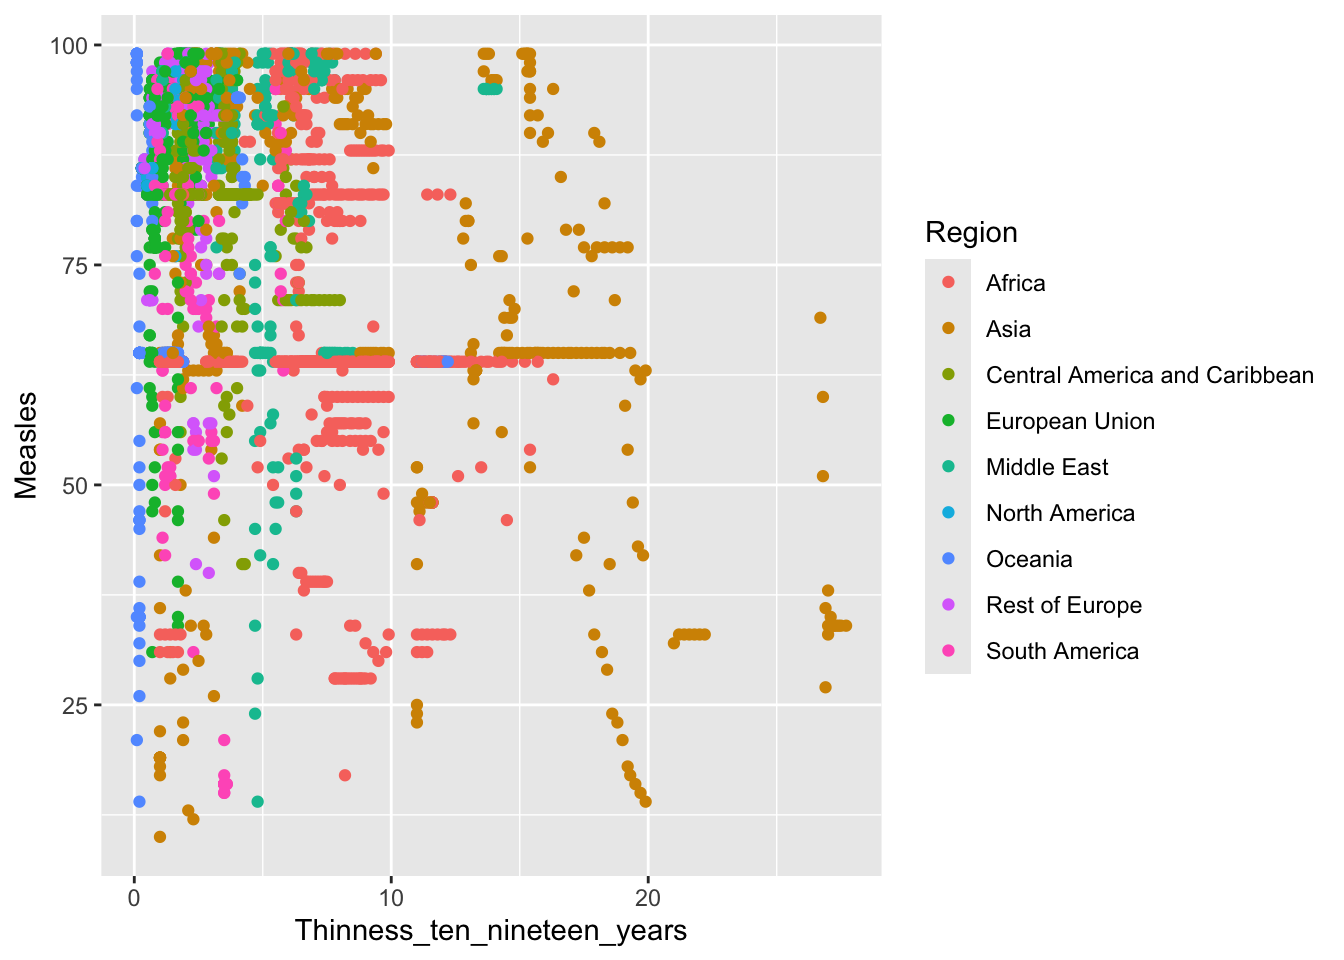 100
75
50
25
Measles
0
10
20
Thinness_ten_nineteen_years
Region
Africa
Asia
Central America and Caribbean
European Union
Middle East
North America
Oceania
Rest of Europe
South America